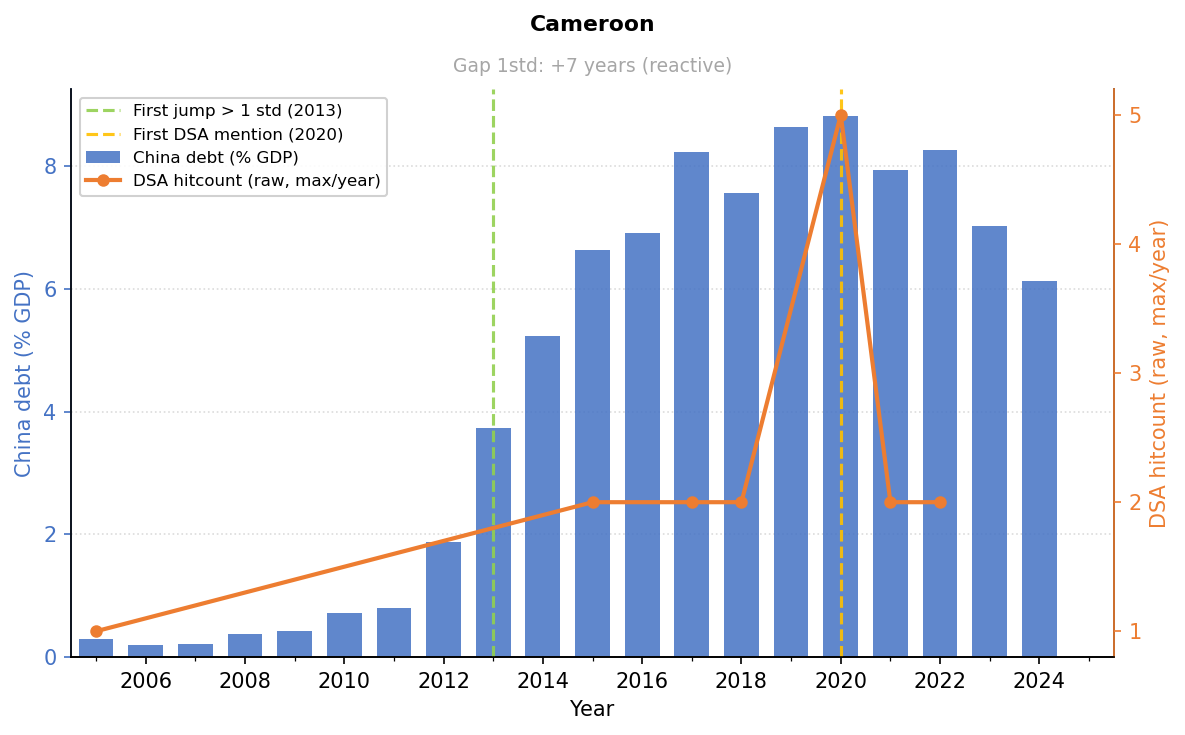 Cameroon
Gap 1std: +7 years (reactive)
First jump > 1 std (2013)
First DSA mention (2020)
China debt (% GDP)
DSA hitcount (raw, max/year)
China debt (% GDP)
8
6
4
2
0
DSA hitcount (raw, max/year)
5
4
3
2
1
2006 2008 2010 2012 2014 2016 2018 2020 2022 2024
Year